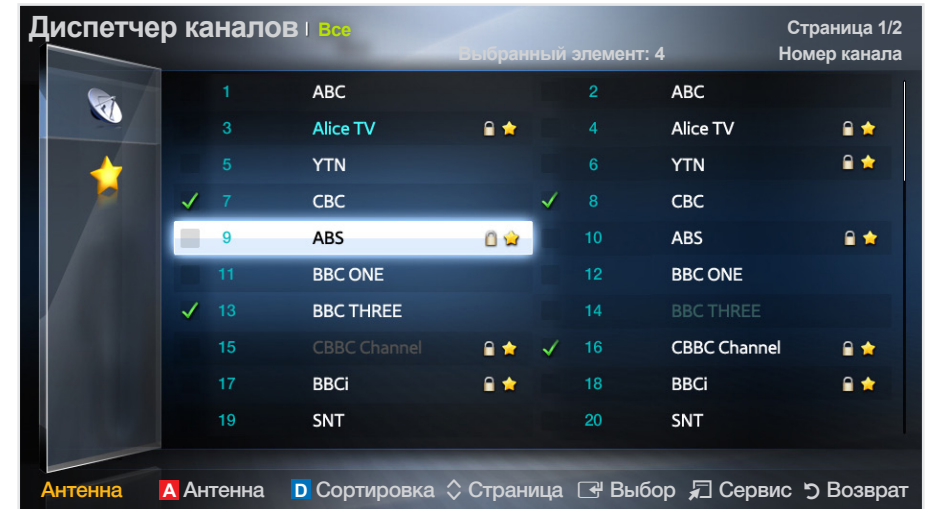 Диспетчер каналов | Все Страница 1/2
Выбранный элемент: 4 Номер канала
1 ABC 2 ABC
3 Alice TV 4 Alice TV
5 YTN 6 YTN
7 CBC 8 CBC
9 ABS 10 ABS
11 BBC ONE 12 BBC ONE
13 BBC THREE 14 BBC THREE
15 CBBC Channel 16 CBBC Channel
17 BBCi 18 BBCi
19 SNT 20 SNT
Антенна A Антенна D Сортировка Страница Выбор Сервис Возврат